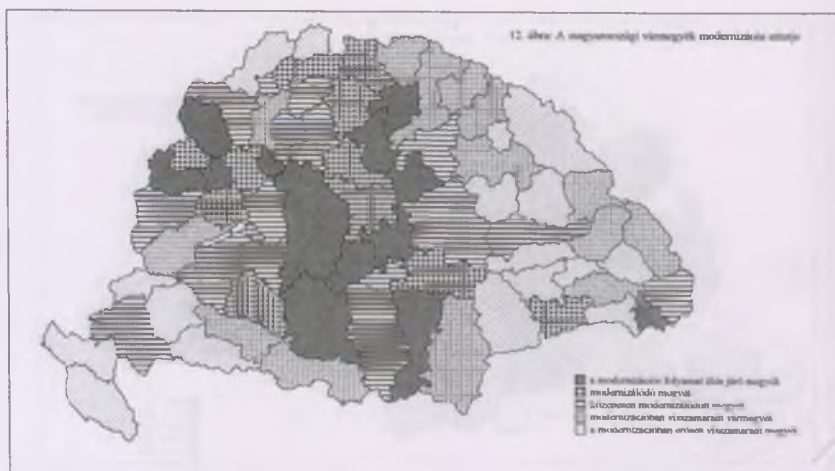 12. ábra: A magyarországi vármegyék modernizációs szintje
a modernizációs folyamat élén járó megyék
modernizálódó megyék
közepesen modernizálódott megyék
modernizációban visszamaradt vármegyék
a modernizációban erősen visszamaradt megyék